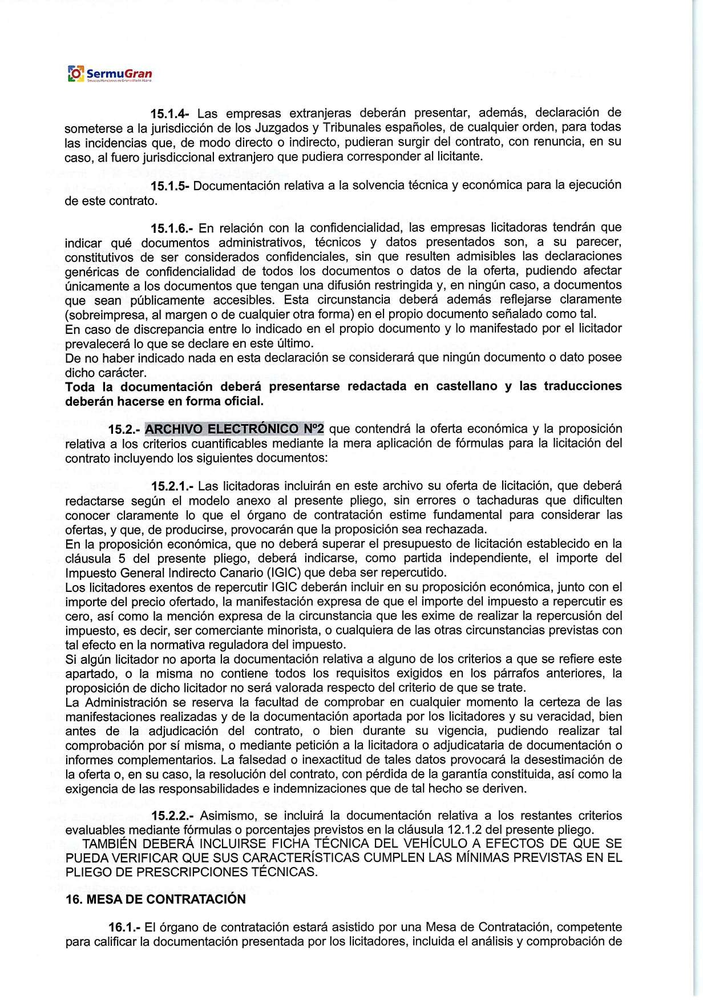 SermuGran
Servicios Municipales de Granadilla de Abona
15.1.4- Las empresas extranjeras deberán presentar, además, declaración de
someterse a la jurisdicción de los Juzgados y Tribunales españoles, de cualquier orden, para todas
las incidencias que, de modo directo o indirecto, pudieran surgir del contrato, con renuncia, en su
caso, al fuero jurisdiccional extranjero que pudiera corresponder al licitante.
15.1.5- Documentación relativa a la solvencia técnica y económica para la ejecución
de este contrato.
15.1.6.- En relación con la confidencialidad, las empresas licitadoras tendrán que
indicar qué documentos administrativos, técnicos y datos presentados son, a su parecer,
constitutivos de ser considerados confidenciales, sin que resulten admisibles las declaraciones
genéricas de confidencialidad de todos los documentos o datos de la oferta, pudiendo afectar
únicamente a los documentos que tengan una difusión restringida y, en ningún caso, a documentos
que sean públicamente accesibles. Esta circunstancia deberá además reflejarse claramente
(sobreimpresa, al margen o de cualquier otra forma) en el propio documento señalado como tal.
En caso de discrepancia entre lo indicado en el propio documento y lo manifestado por el licitador
prevalecerá lo que se declare en este último.
De no haber indicado nada en esta declaración se considerará que ningún documento o dato posee
dicho carácter.
Toda la documentación deberá presentarse redactada en castellano y las traducciones
deberán hacerse en forma oficial.
15.2.- ARCHIVO ELECTRÓNICO Nº2 que contendrá la oferta económica y la proposición
relativa a los criterios cuantificables mediante la mera aplicación de fórmulas para la licitación del
contrato incluyendo los siguientes documentos:
15.2.1.- Las licitadoras incluirán en este archivo su oferta de licitación, que deberá
redactarse según el modelo anexo al presente pliego, sin errores o tachaduras que dificulten
conocer claramente lo que el órgano de contratación estime fundamental para considerar las
ofertas, y que, de producirse, provocarán que la proposición sea rechazada.
En la proposición económica, que no deberá superar el presupuesto de licitación establecido en la
cláusula 5 del presente pliego, deberá indicarse, como partida independiente, el importe del
Impuesto General Indirecto Canario (IGIC) que deba ser repercutido.
Los licitadores exentos de repercutir IGIC deberán incluir en su proposición económica, junto con el
importe del precio ofertado, la manifestación expresa de que el importe del impuesto a repercutir es
cero, así como la mención expresa de la circunstancia que les exime de realizar la repercusión del
impuesto, es decir, ser comerciante minorista, o cualquiera de las otras circunstancias previstas con
tal efecto en la normativa reguladora del impuesto.
Si algún licitador no aporta la documentación relativa a alguno de los criterios a que se refiere este
apartado, o la misma no contiene todos los requisitos exigidos en los párrafos anteriores, la
proposición de dicho licitador no será valorada respecto del criterio de que se trate.
La Administración se reserva la facultad de comprobar en cualquier momento la certeza de las
manifestaciones realizadas y de la documentación aportada por los licitadores y su veracidad, bien
antes de la adjudicación del contrato, o bien durante su vigencia, pudiendo realizar tal
comprobación por sí misma, o mediante petición a la licitadora o adjudicataria de documentación o
informes complementarios. La falsedad o inexactitud de tales datos provocará la desestimación de
la oferta o, en su caso, la resolución del contrato, con pérdida de la garantía constituida, así como la
exigencia de las responsabilidades e indemnizaciones que de tal hecho se deriven.
15.2.2.- Asimismo, se incluirá la documentación relativa a los restantes criterios
evaluables mediante fórmulas o porcentajes previstos en la cláusula 12.1.2 del presente pliego.
TAMBIÉN DEBERÁ INCLUIRSE FICHA TÉCNICA DEL VEHÍCULO A EFECTOS DE QUE SE
PUEDA VERIFICAR QUE SUS CARACTERÍSTICAS CUMPLEN LAS MÍNIMAS PREVISTAS EN EL
PLIEGO DE PRESCRIPCIONES TÉCNICAS.
16. MESA DE CONTRATACIÓN
16.1.- El órgano de contratación estará asistido por una Mesa de Contratación, competente
para calificar la documentación presentada por los licitadores, incluida el análisis y comprobación de